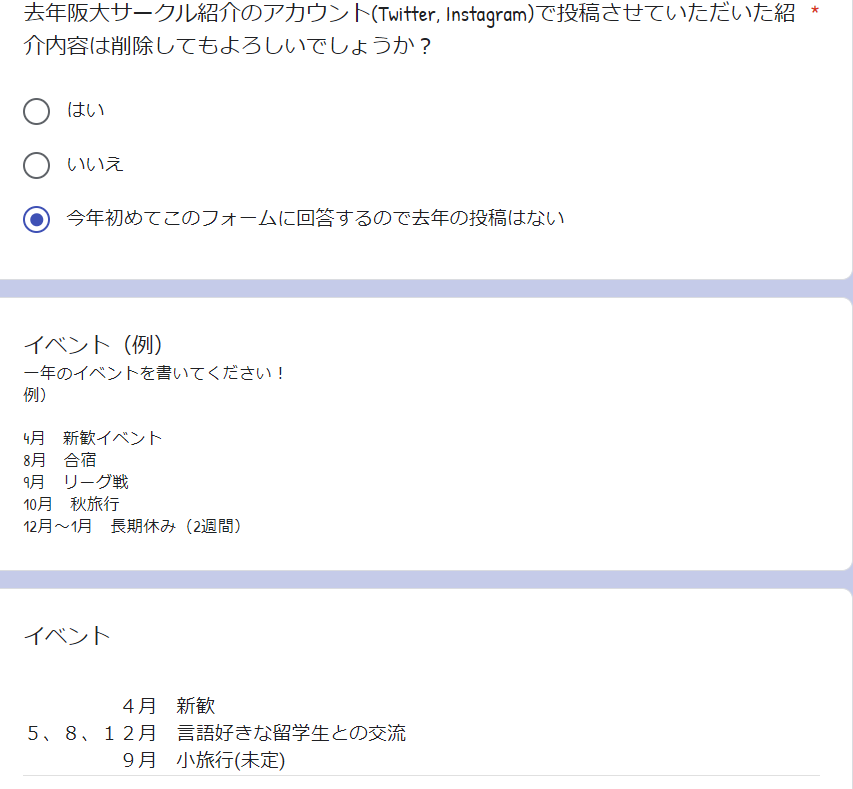 去年阪大サークル紹介のアカウント(Twitter, Instagram)で投稿させていただいた紹 *
介内容は削除してもよろしいでしょうか？
はい
いいえ
今年初めてこのフォームに回答するので去年の投稿はない
イベント（例）
一年のイベントを書いてください！
例）
4月　新歓イベント
8月　合宿
9月　リーグ戦
10月　秋旅行
12月～1月　長期休み（2週間）
イベント
４月　新歓
５、８、１２月　言語好きな留学生との交流
９月　小旅行(未定)